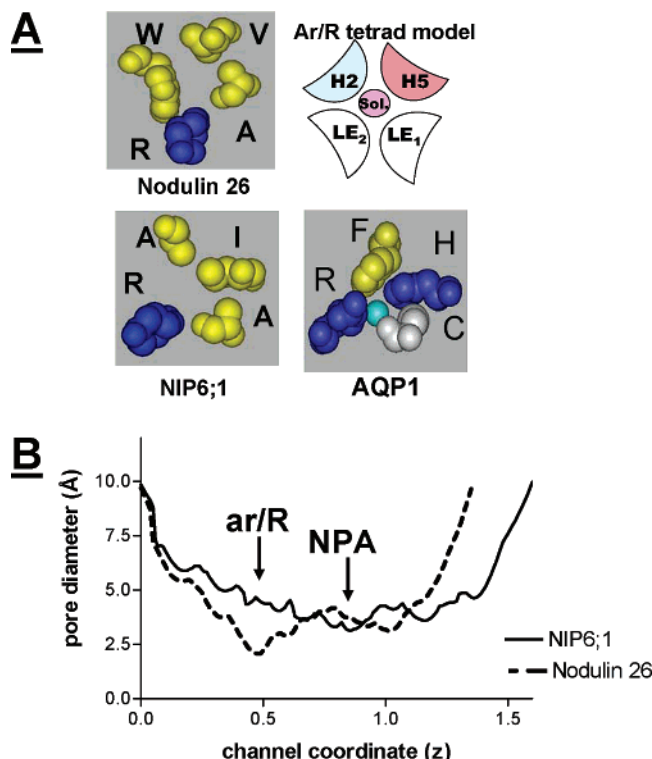 A
W V
R A
Nodulin 26
Ar/R tetrad model
H2 H5
Sol.
LE2 LE1
A I
R A
NIP6;1
F H
R C
AQP1
B
pore diameter (Å)
10.0
7.5
5.0
2.5
0.0
ar/R
NPA
0.0 0.5 1.0 1.5
channel coordinate (z)
NIP6;1
Nodulin 26